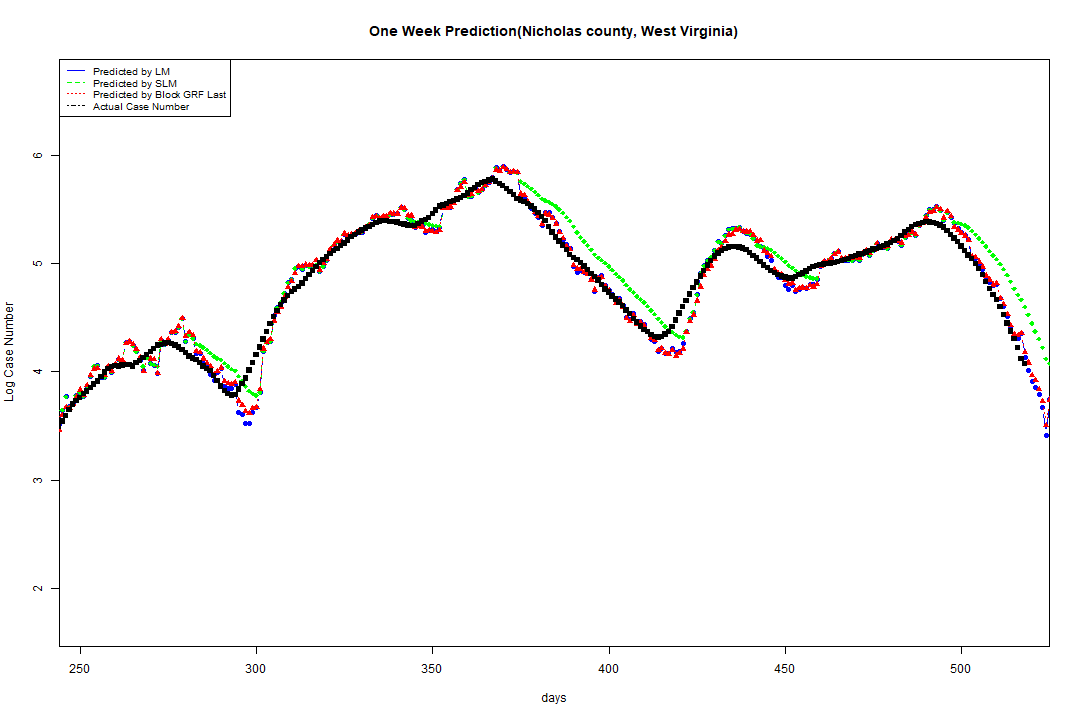 One Week Prediction(Nicholas county, West Virginia)
Predicted by LM
Predicted by SLM
Predicted by Block GRF Last
Actual Case Number
6
5
4
3
2
Log Case Number
250 300 350 400 450 500
days